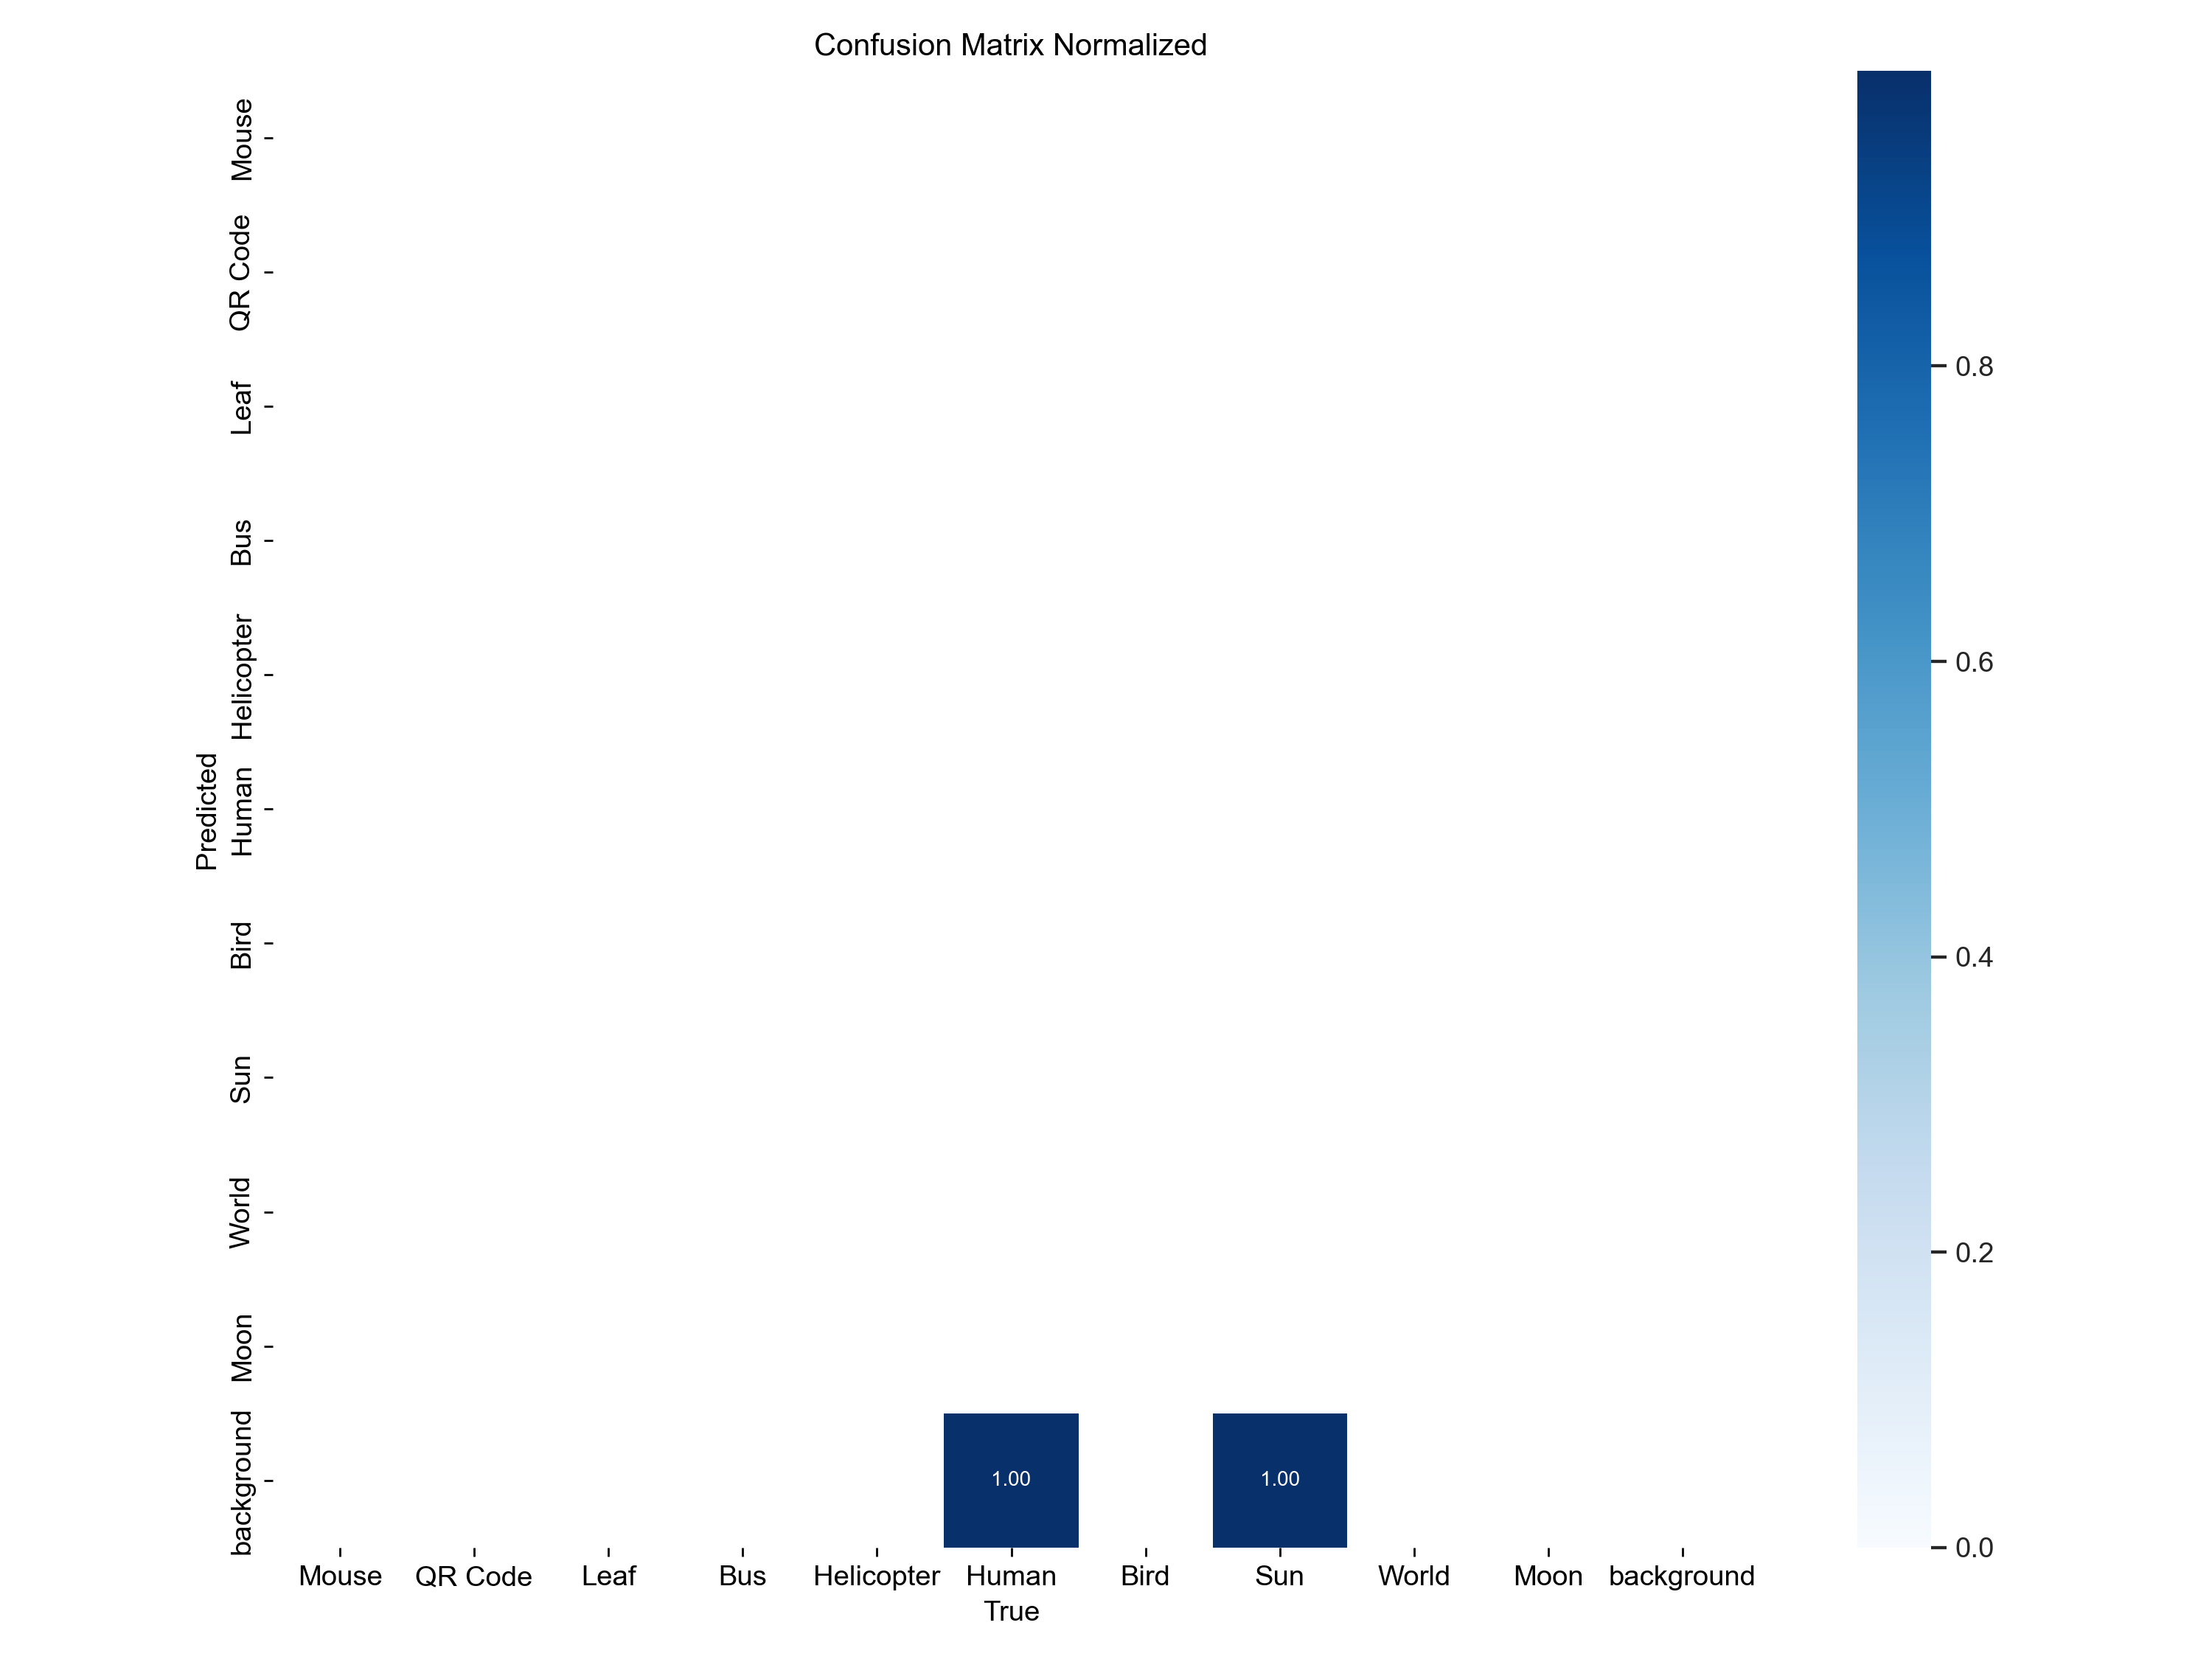 Confusion Matrix Normalized
Mouse
QR Code
Leaf
Bus
Helicopter
Human
Bird
Sun
World
Moon
background
Predicted
1.00 1.00
Mouse QR Code Leaf Bus Helicopter Human Bird Sun World Moon background
True
0.8
0.6
0.4
0.2
0.0